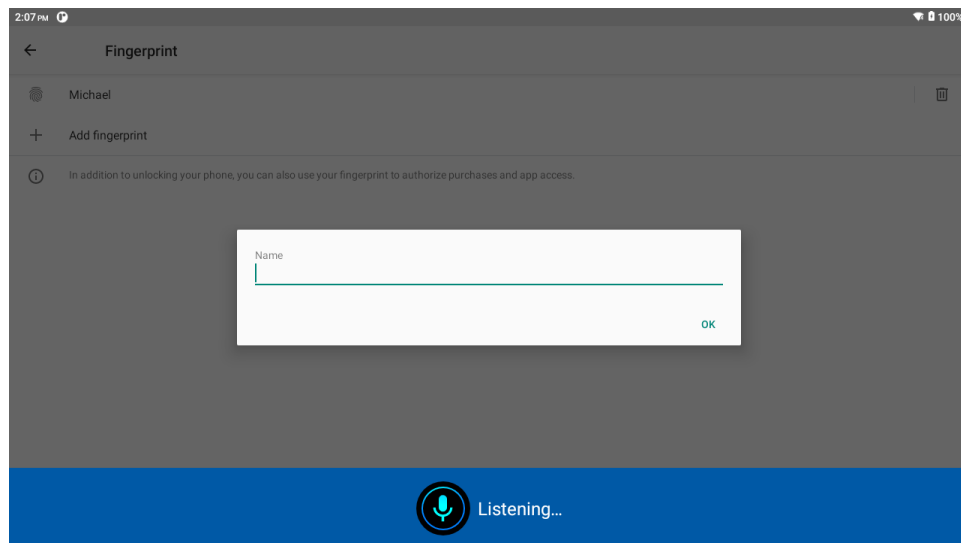 2:07 PM 100%
Fingerprint
Michael
Add fingerprint
In addition to unlocking your phone, you can also use your fingerprint to authorize purchases and app access.
Name
OK
Listening...